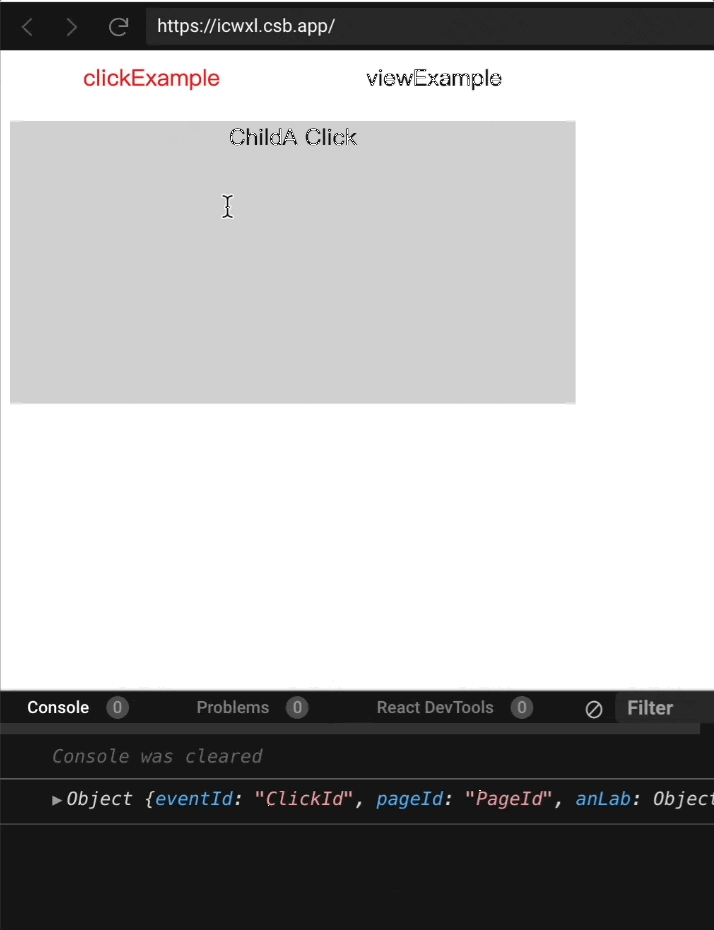 https://icwxl.csb.app/
clickExample viewExample
ChildA Click
Console 0 Problems 0 React DevTools 0 Filter
Console was cleared
▶Object {eventId: "ClickId", pageId: "PageId", anLab: Object